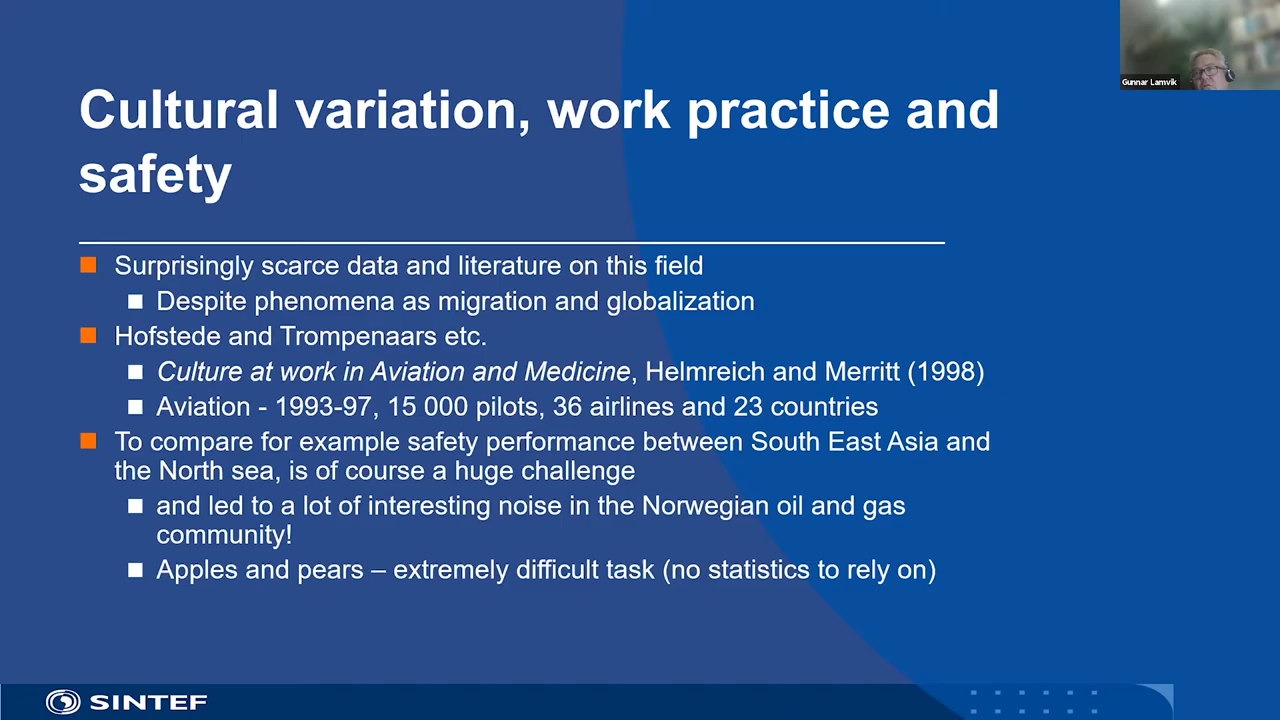 Gunnar Lamvik
Cultural variation, work practice and
safety
Surprisingly scarce data and literature on this field
Despite phenomena as migration and globalization
Hofstede and Trompenaars etc.
Culture at work in Aviation and Medicine, Helmreich and Merritt (1998)
Aviation - 1993-97, 15 000 pilots, 36 airlines and 23 countries
To compare for example safety performance between South East Asia and
the North sea, is of course a huge challenge
and led to a lot of interesting noise in the Norwegian oil and gas
community!
Apples and pears – extremely difficult task (no statistics to rely on)
SINTEF